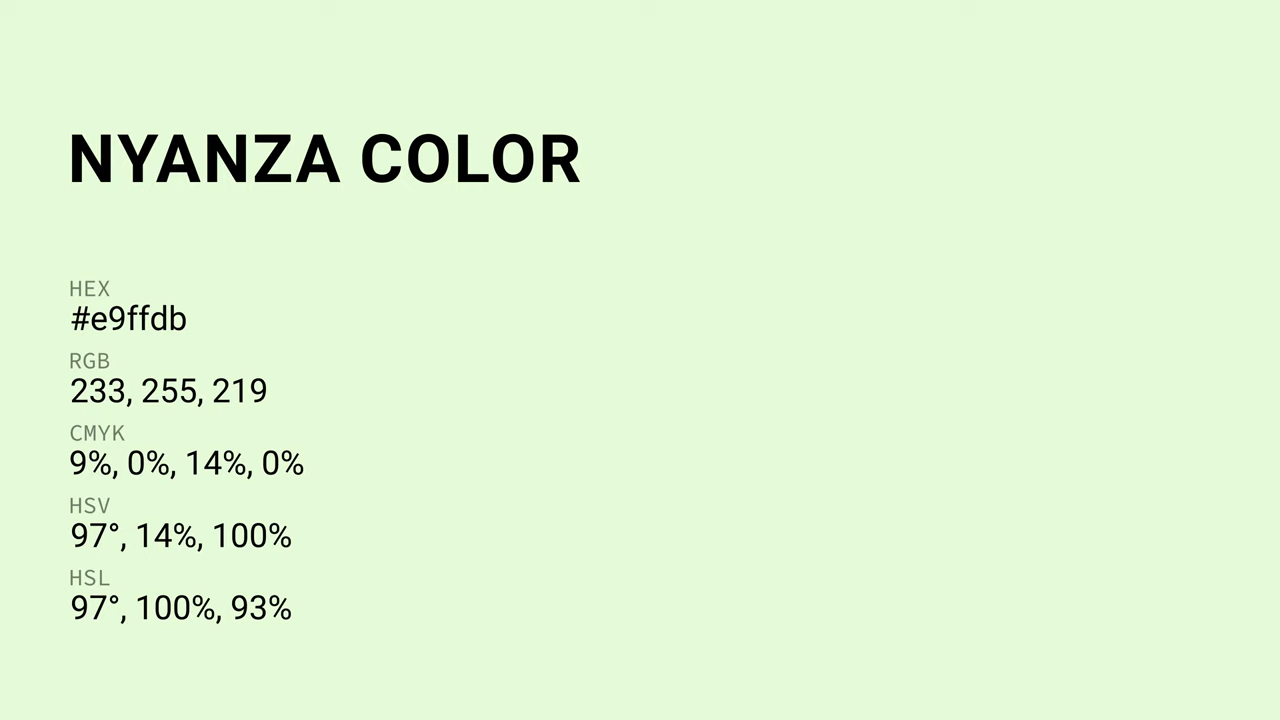 NYANZA COLOR
HEX
#e9ffdb
RGB
233, 255, 219
CMYK
9%, 0%, 14%, 0%
HSV
97°, 14%, 100%
HSL
97°, 100%, 93%